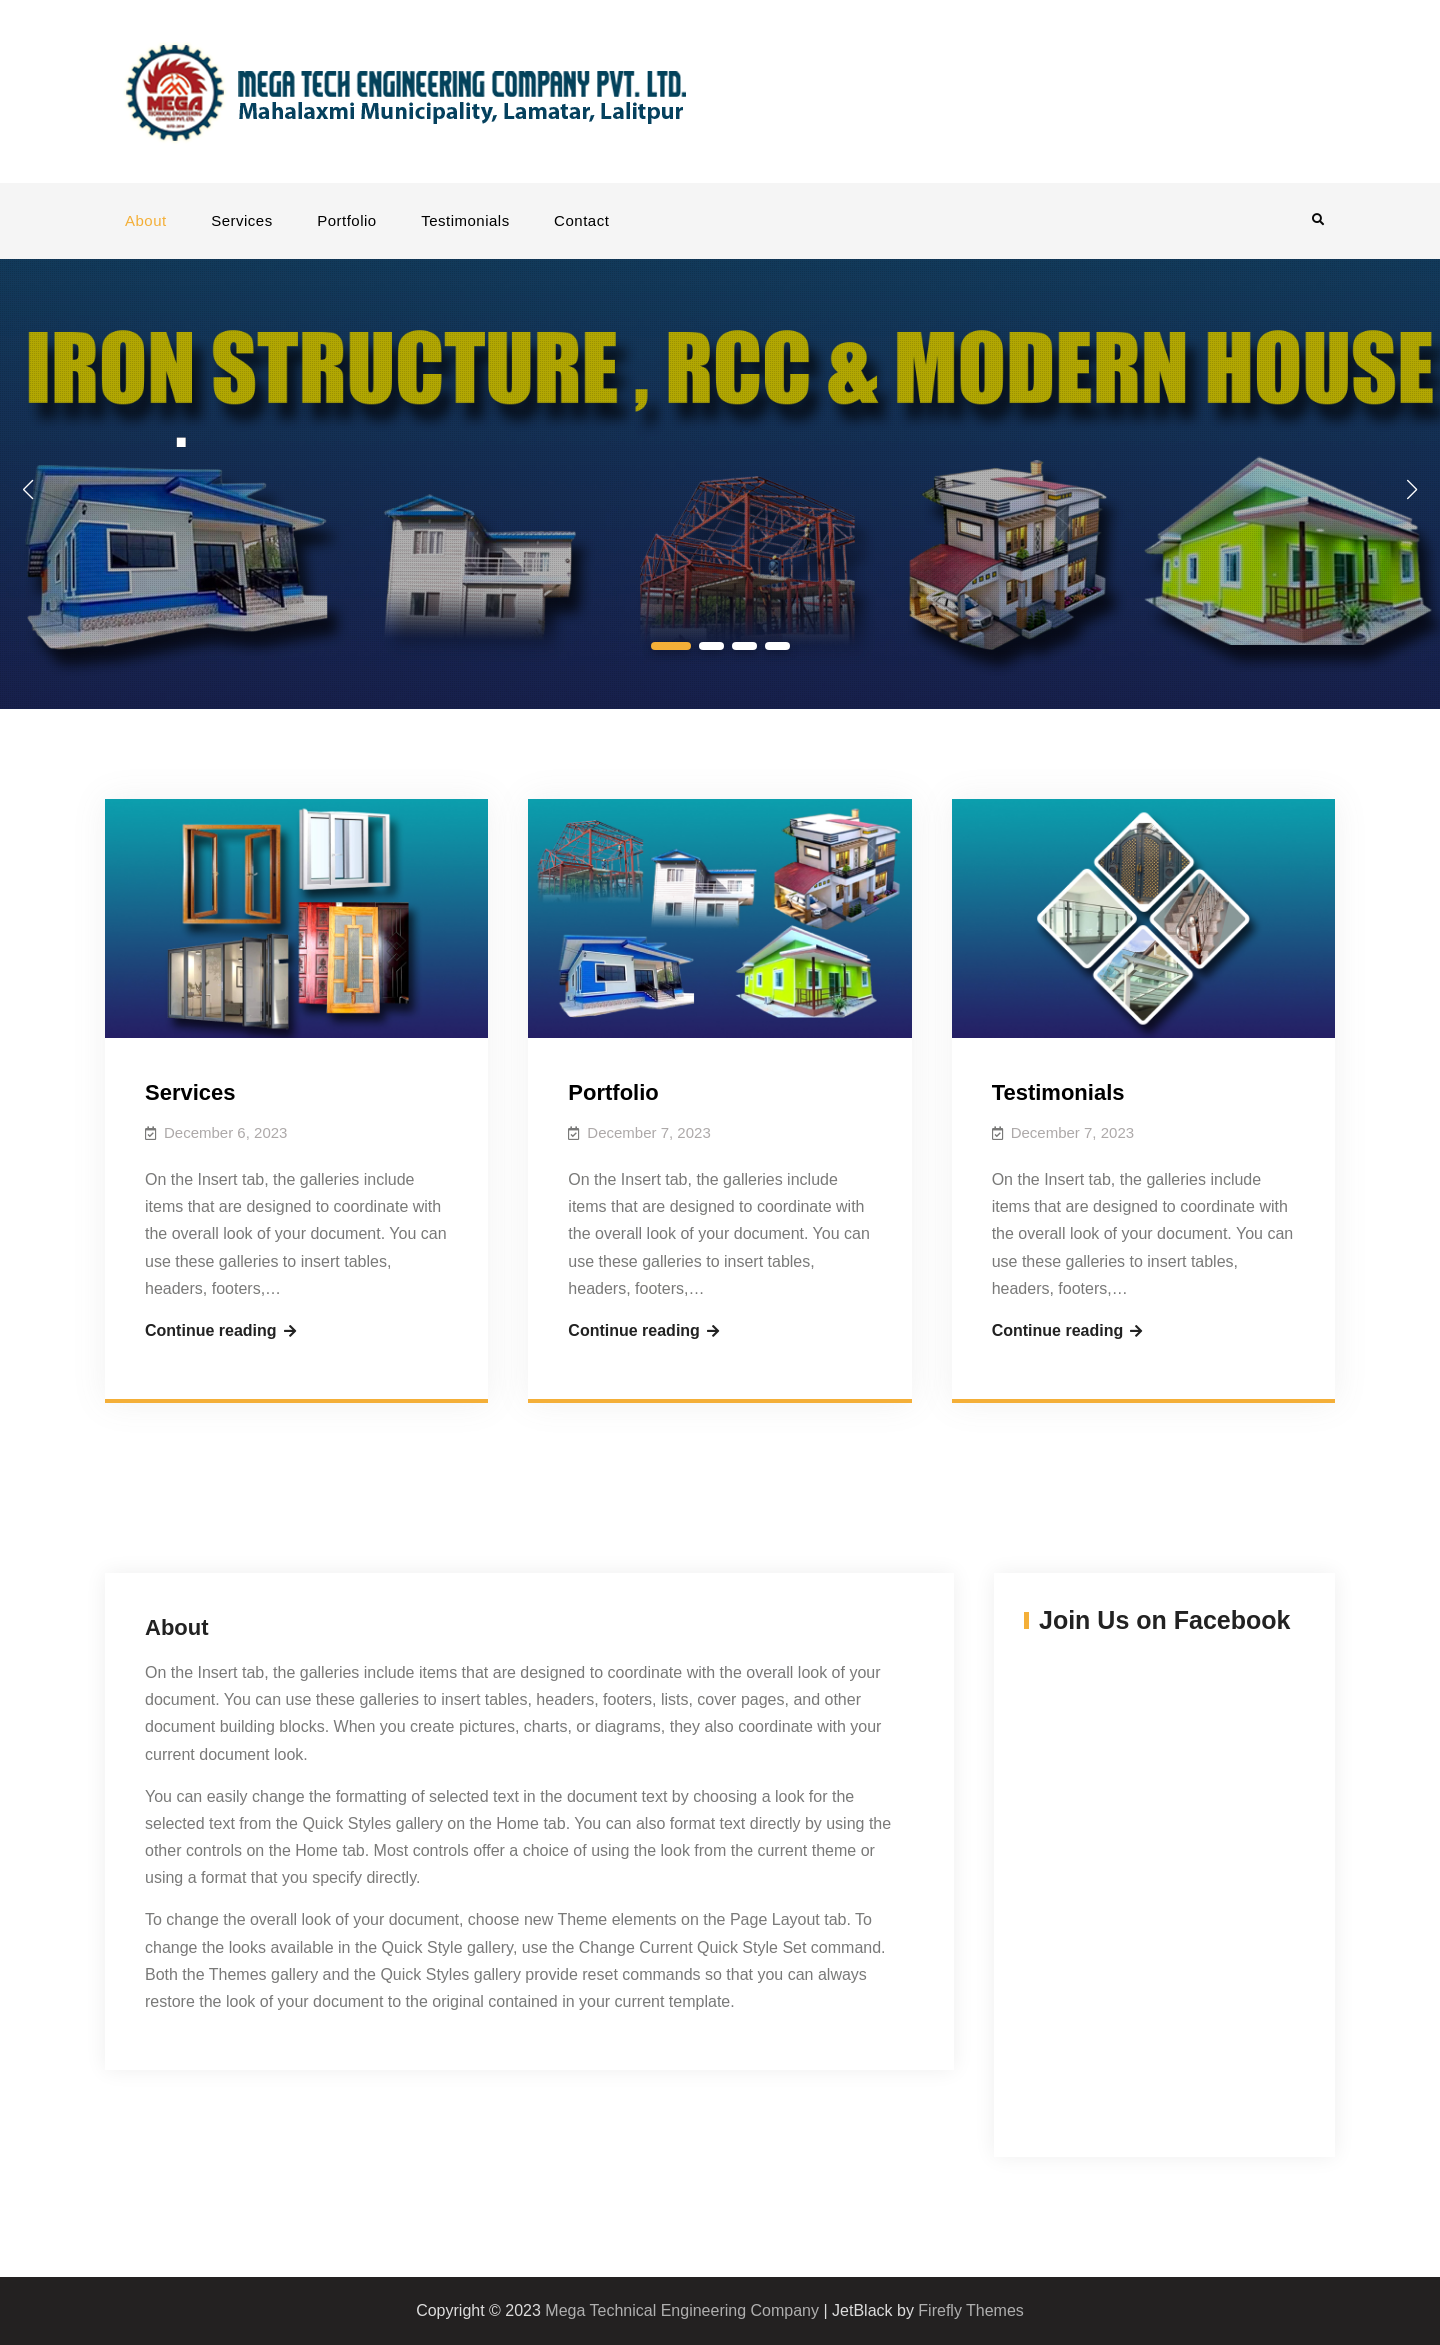 MEGA
TECHNICAL ENGINEERING
COMPANY PVT. LTD.
MEGA TECH ENGINEERING COMPANY PVT. LTD.
Mahalaxmi Municipality, Lamatar, Lalitpur
About Services Portfolio Testimonials Contact
IRON STRUCTURE , RCC & MODERN HOUSE
Services
December 6, 2023
On the Insert tab, the galleries include
items that are designed to coordinate with
the overall look of your document. You can
use these galleries to insert tables,
headers, footers,…
Continue reading
Portfolio
December 7, 2023
On the Insert tab, the galleries include
items that are designed to coordinate with
the overall look of your document. You can
use these galleries to insert tables,
headers, footers,…
Continue reading
Testimonials
December 7, 2023
On the Insert tab, the galleries include
items that are designed to coordinate with
the overall look of your document. You can
use these galleries to insert tables,
headers, footers,…
Continue reading
About
On the Insert tab, the galleries include items that are designed to coordinate with the overall look of your
document. You can use these galleries to insert tables, headers, footers, lists, cover pages, and other
document building blocks. When you create pictures, charts, or diagrams, they also coordinate with your
current document look.
You can easily change the formatting of selected text in the document text by choosing a look for the
selected text from the Quick Styles gallery on the Home tab. You can also format text directly by using the
other controls on the Home tab. Most controls offer a choice of using the look from the current theme or
using a format that you specify directly.
To change the overall look of your document, choose new Theme elements on the Page Layout tab. To
change the looks available in the Quick Style gallery, use the Change Current Quick Style Set command.
Both the Themes gallery and the Quick Styles gallery provide reset commands so that you can always
restore the look of your document to the original contained in your current template.
Join Us on Facebook
Copyright © 2023 Mega Technical Engineering Company | JetBlack by Firefly Themes